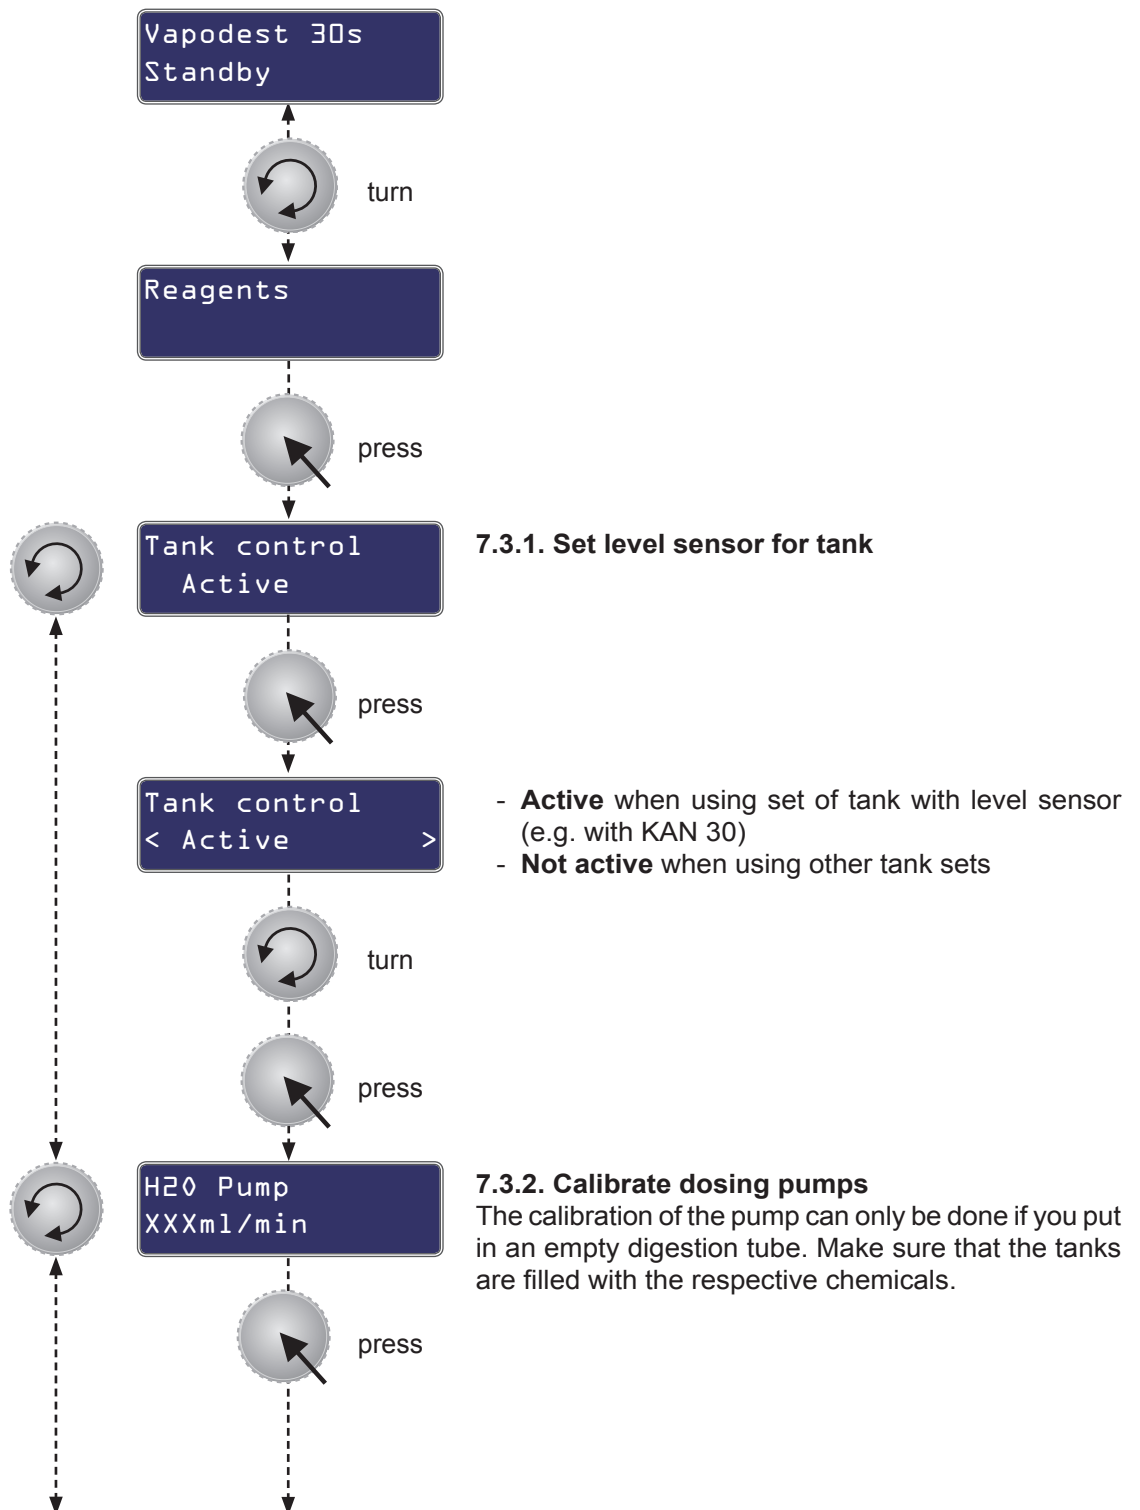 Vapodest 30s
Standby
turn
Reagents
press
Tank control
Active
7.3.1. Set level sensor for tank
press
Tank control
< Active >
- Active when using set of tank with level sensor
(e.g. with KAN 30)
- Not active when using other tank sets
turn
press
H20 Pump
XXXml/min
7.3.2. Calibrate dosing pumps
The calibration of the pump can only be done if you put
in an empty digestion tube. Make sure that the tanks
are filled with the respective chemicals.
press